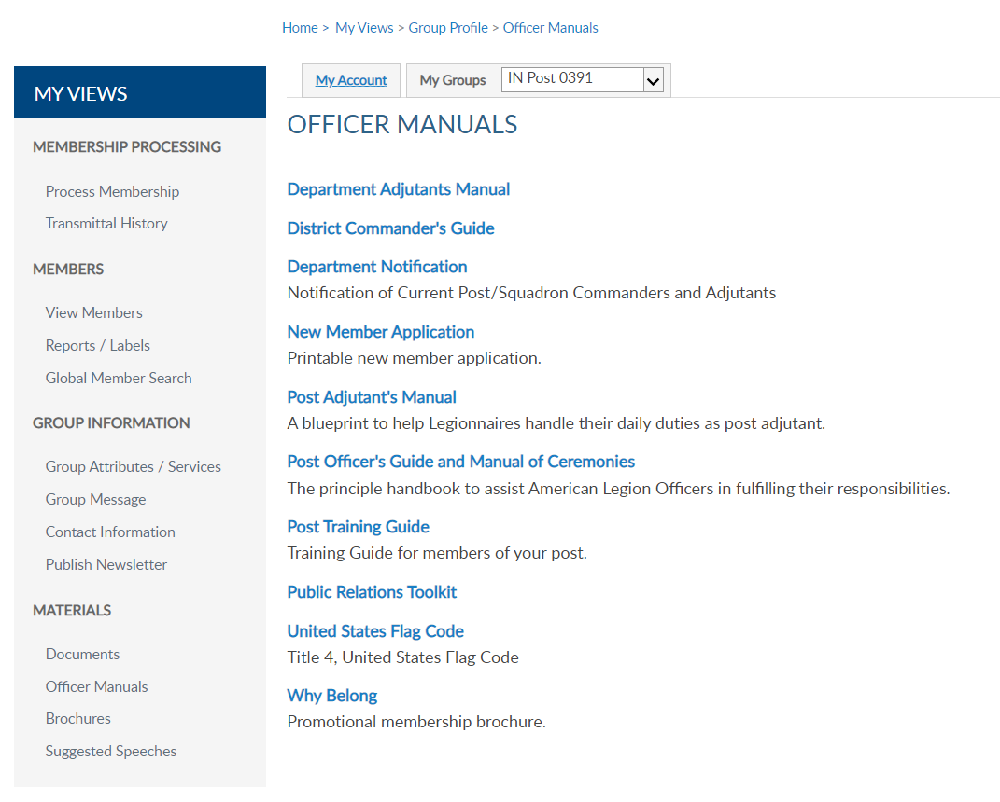 Home > My Views > Group Profile > Officer Manuals
My Account My Groups IN Post 0391
MY VIEWS
MEMBERSHIP PROCESSING
Process Membership
Transmittal History
MEMBERS
View Members
Reports / Labels
Global Member Search
GROUP INFORMATION
Group Attributes / Services
Group Message
Contact Information
Publish Newsletter
MATERIALS
Documents
Officer Manuals
Brochures
Suggested Speeches
OFFICER MANUALS
Department Adjutants Manual
District Commander's Guide
Department Notification
Notification of Current Post/Squadron Commanders and Adjutants
New Member Application
Printable new member application.
Post Adjutant's Manual
A blueprint to help Legionnaires handle their daily duties as post adjutant.
Post Officer's Guide and Manual of Ceremonies
The principle handbook to assist American Legion Officers in fulfilling their responsibilities.
Post Training Guide
Training Guide for members of your post.
Public Relations Toolkit
United States Flag Code
Title 4, United States Flag Code
Why Belong
Promotional membership brochure.